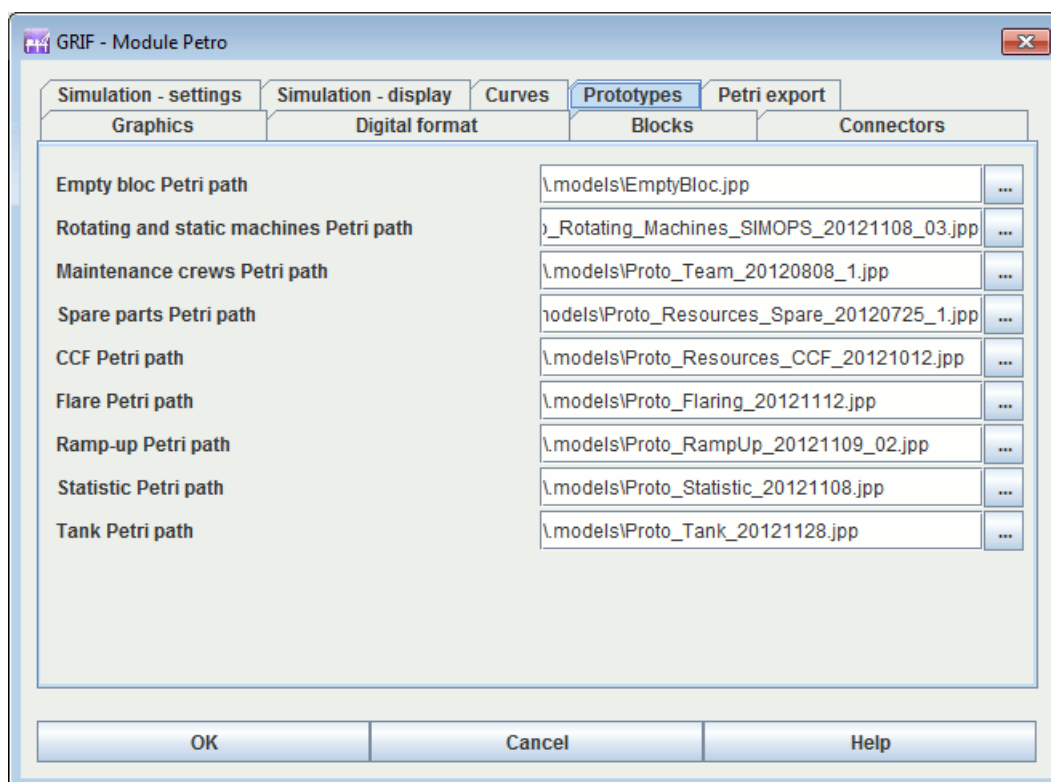 GRIF - Module Petro
Simulation - settings Simulation - display Curves Prototypes Petri export
Graphics Digital format Blocks Connectors
Empty bloc Petri path \.models\EmptyBloc.jpp ...
Rotating and static machines Petri path _Rotating_Machines_SIMOPS_20121108_03.jpp ...
Maintenance crews Petri path \.models\Proto_Team_20120808_1.jpp ...
Spare parts Petri path odels\Proto_Resources_Spare_20120725_1.jpp ...
CCF Petri path \.models\Proto_Resources_CCF_20121012.jpp ...
Flare Petri path \.models\Proto_Flaring_20121112.jpp ...
Ramp-up Petri path \.models\Proto_RampUp_20121109_02.jpp ...
Statistic Petri path \.models\Proto_Statistic_20121108.jpp ...
Tank Petri path \.models\Proto_Tank_20121128.jpp ...
OK Cancel Help